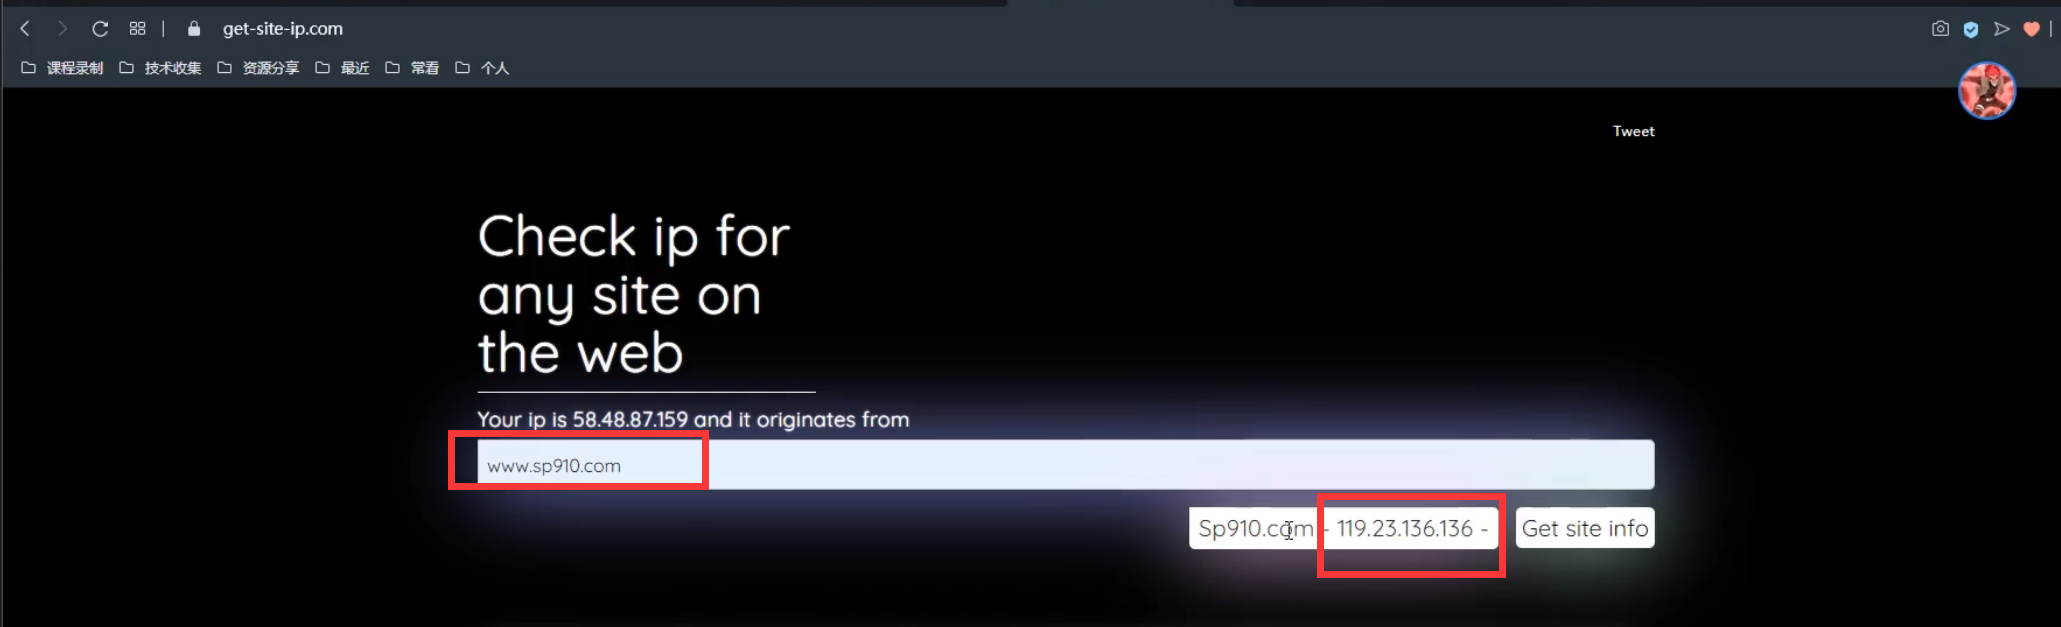 get-site-ip.com
课程录制 技术收集 资源分享 最近 常看 个人
Tweet
Check ip for
any site on
the web
Your ip is 58.48.87.159 and it originates from
www.sp910.com
Sp910.com - 119.23.136.136 - Get site info